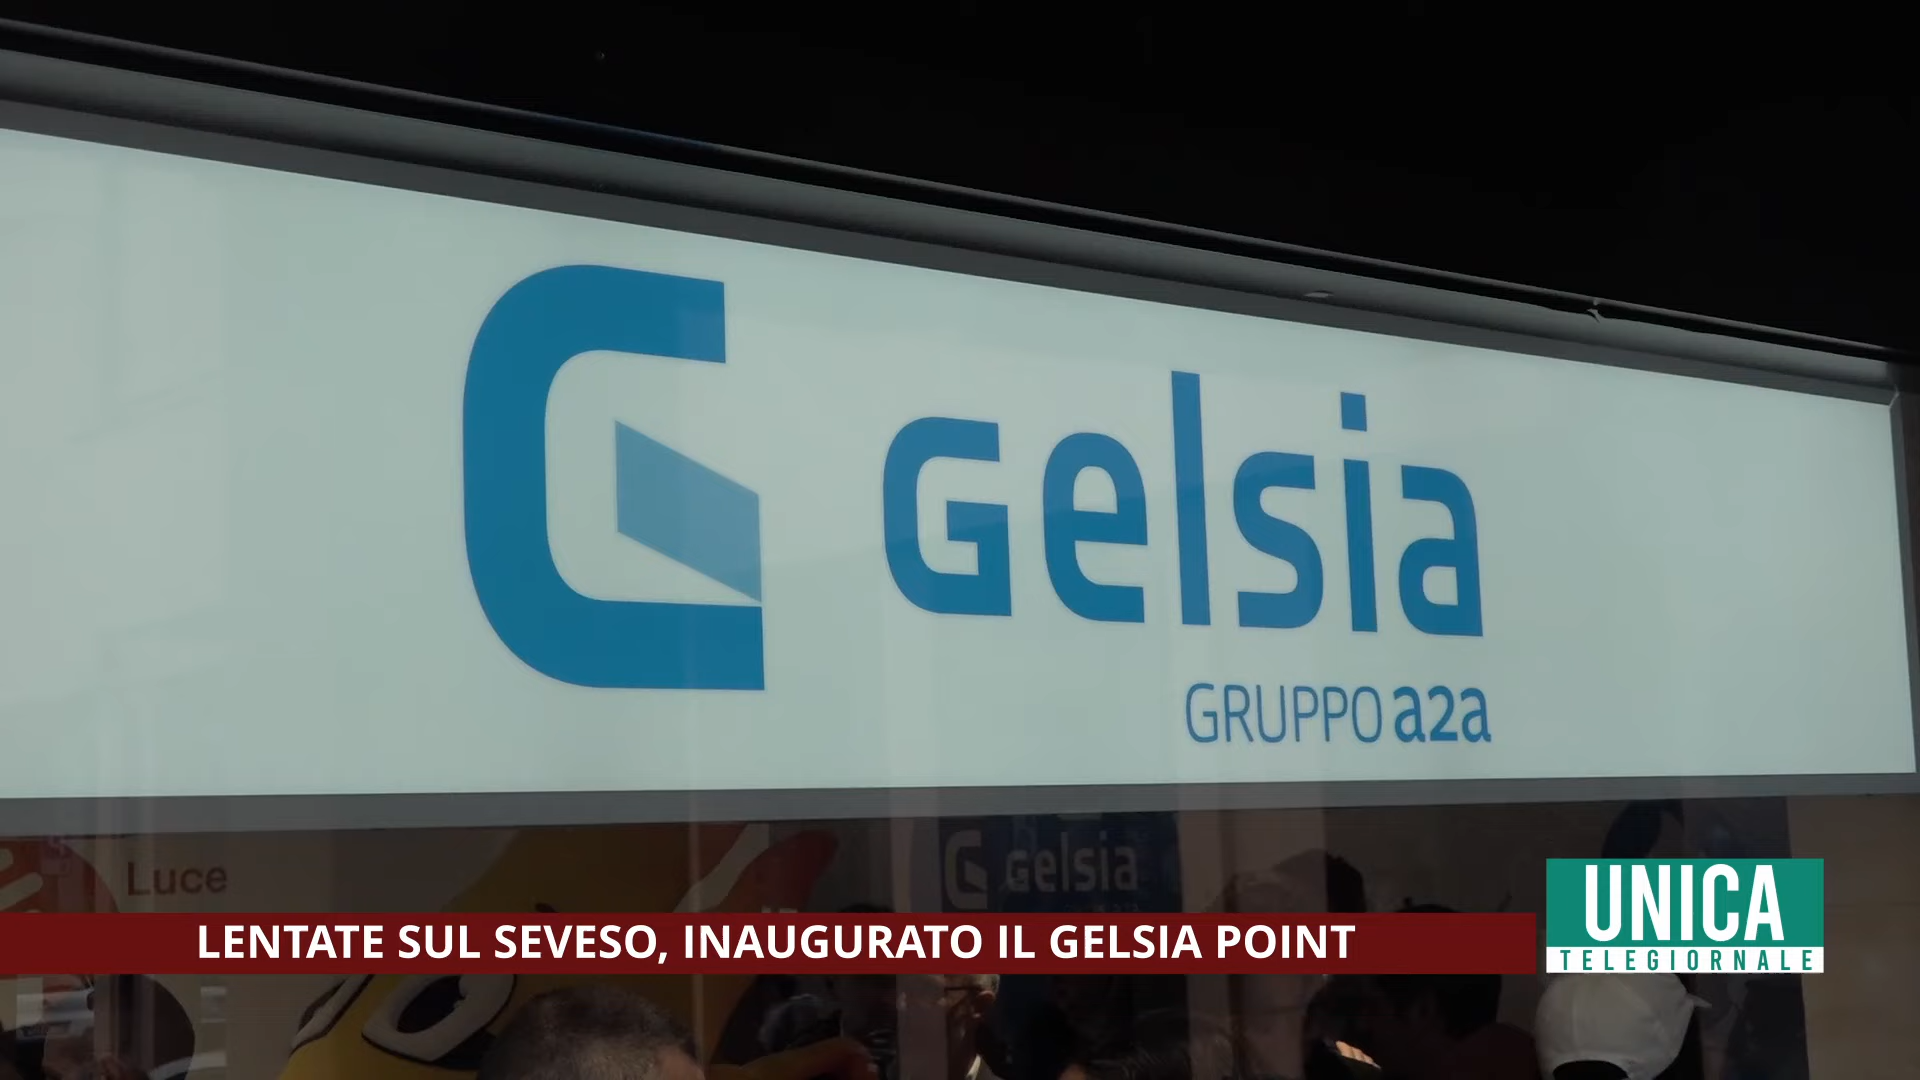 Gelsia
GRUPPO a2a
Luce
Gelsia
LENTATE SUL SEVESO, INAUGURATO IL GELSIA POINT
UNICA
TELEGIORNALE